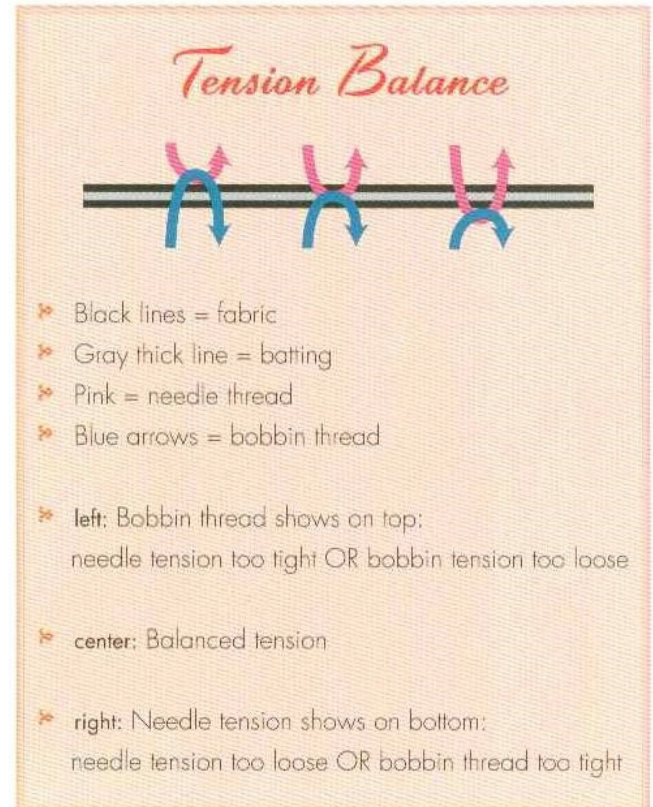 Tension Balance
Black lines = fabric
Gray thick line = batting
Pink = needle thread
Blue arrows = bobbin thread
left: Bobbin thread shows on top:
needle tension too tight OR bobbin tension too loose
center: Balanced tension
right: Needle tension shows on bottom:
needle tension too loose OR bobbin thread too tight